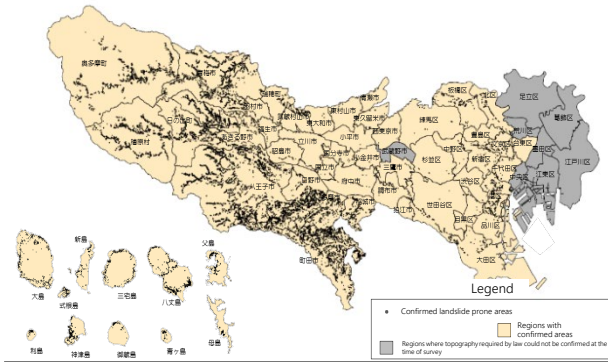 奥多摩町
青梅市
瑞穂町
清瀬市
板橋区
北区
足立区
日の出町
羽村市
武蔵村山市
東村山市
東久留米市
練馬区
葛飾区
檜原村
あきる野市
福生市
東大和市
西東京市
豊島区
荒川区
台東区
墨田区
昭島市
立川市
小平市
武蔵野市
中野区
新宿区
江戸川区
国分寺市
小金井市
三鷹市
杉並区
千代田区
江東区
八王子市
日野市
国立市
府中市
調布市
渋谷区
中央区
稲城市
狛江市
世田谷区
目黒区
品川区
町田市
大田区
新島
父島
大島
式根島
三宅島
八丈島
利島
神津島
御蔵島
青ヶ島
母島
Legend
Confirmed landslide prone areas
Regions with
confirmed areas
Regions where topography required by law could not be confirmed at the
time of survey